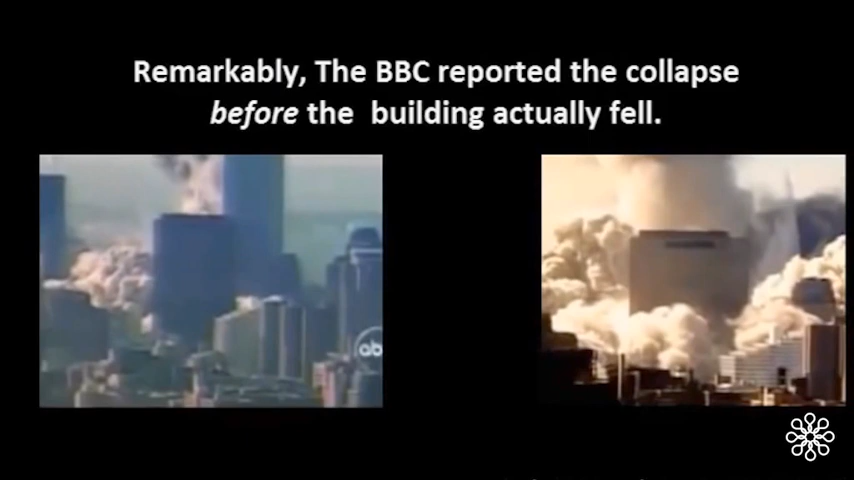 Remarkably, The BBC reported the collapse
before the building actually fell.
abc